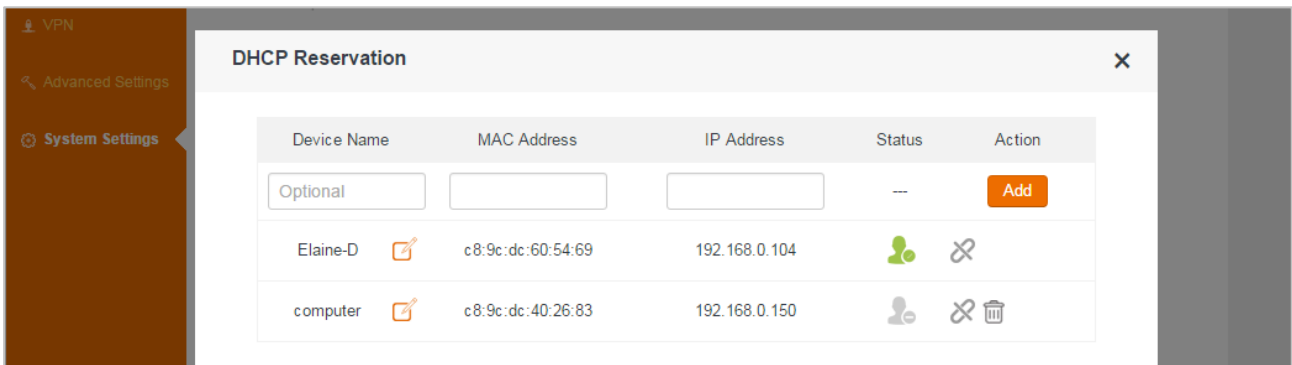 VPN
DHCP Reservation
Advanced Settings
System Settings
Device Name MAC Address IP Address Status Action
Optional --- Add
Elaine-D c8:9c:dc:60:54:69 192.168.0.104
computer c8:9c:dc:40:26:83 192.168.0.150